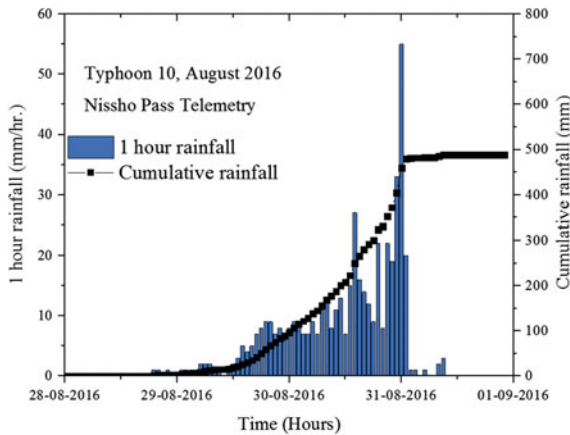 Typhoon 10, August 2016
Nissho Pass Telemetry
1 hour rainfall
Cumulative rainfall
1 hour rainfall (mm/hr.)
60
50
40
30
20
10
0
Cumulative rainfall (mm)
800
700
600
500
400
300
200
100
0
28-08-2016 29-08-2016 30-08-2016 31-08-2016 01-09-2016
Time (Hours)